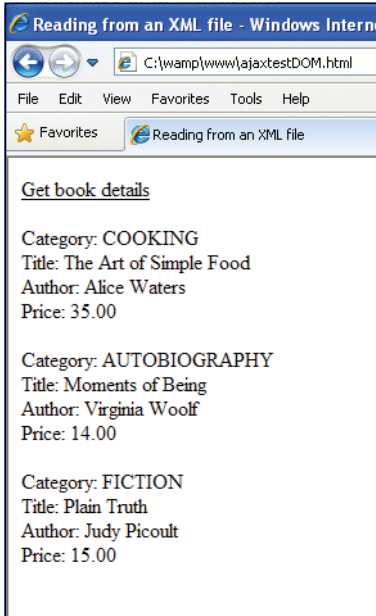 Reading from an XML file - Windows Intern
C:\wamp\www\ajaxtestDOM.html
File Edit View Favorites Tools Help
Favorites Reading from an XML file
Get book details
Category: COOKING
Title: The Art of Simple Food
Author: Alice Waters
Price: 35.00
Category: AUTOBIOGRAPHY
Title: Moments of Being
Author: Virginia Woolf
Price: 14.00
Category: FICTION
Title: Plain Truth
Author: Judy Picoult
Price: 15.00